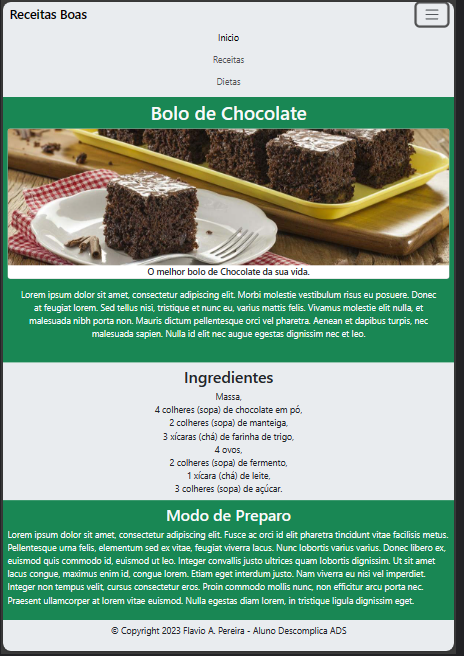 Receitas Boas
Inicio
Receitas
Dietas
Bolo de Chocolate
O melhor bolo de Chocolate da sua vida.
Lorem ipsum dolor sit amet, consectetur adipiscing elit. Morbi molestie vestibulum risus eu posuere. Donec
at feugiat lorem. Sed tellus nisi, tristique et nunc eu, varius mattis felis. Vivamus molestie elit nulla, et
malesuada nibh porta non. Mauris dictum pellentesque orci vel pharetra. Aenean et dapibus turpis, nec
malesuada sapien. Nulla id elit nec augue egestas dignissim nec et leo.
Ingredientes
Massa,
4 colheres (sopa) de chocolate em pó,
2 colheres (sopa) de manteiga,
3 xícaras (chá) de farinha de trigo,
4 ovos,
2 colheres (sopa) de fermento,
1 xícara (chá) de leite,
3 colheres (sopa) de açúcar.
Modo de Preparo
Lorem ipsum dolor sit amet, consectetur adipiscing elit. Fusce ac orci id elit pharetra tincidunt vitae facilisis metus.
Pellentesque urna felis, elementum sed ex vitae, feugiat viverra lacus. Nunc lobortis varius varius. Donec libero ex,
euismod quis commodo id, euismod ut leo. Integer convallis justo ultrices quam lobortis dignissim. Ut sit amet
lacus congue, maximus enim id, congue lorem. Etiam eget interdum justo. Nam viverra eu nisi vel imperdiet.
Integer non tempus velit, cursus consectetur eros. Proin commodo mollis nunc, non efficitur arcu porta nec.
Praesent ullamcorper at lorem vitae euismod. Nulla egestas diam lorem, in tristique ligula dignissim eget.
© Copyright 2023 Flavio A. Pereira - Aluno Descomplica ADS